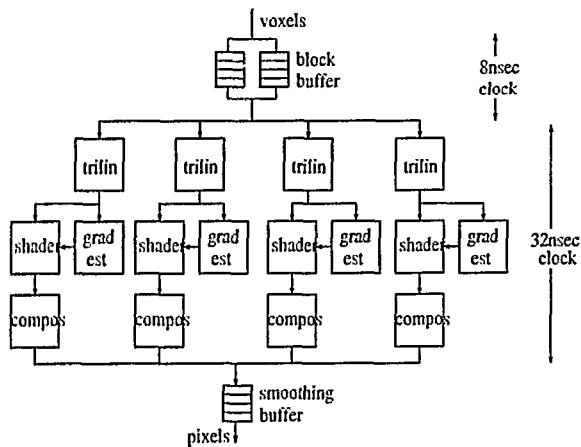 voxels
block
buffer
8nsec
clock
trilin trilin trilin trilin
shader grad est shader grad est shader grad est shader grad est
32nsec
clock
compos compos compos compos
smoothing
buffer
pixels